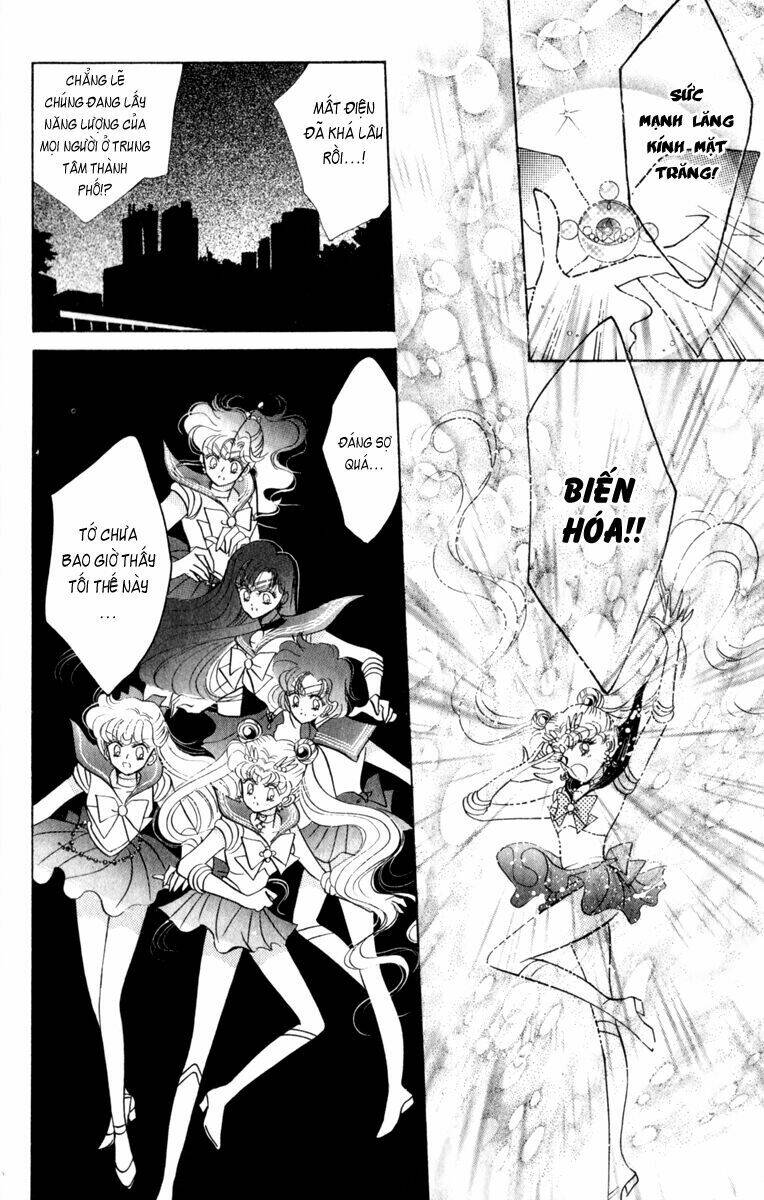 SỨC
MẠNH LĂNG
KÍNH MẶT
TRĂNG!
BIẾN
HÓA!!
MẤT ĐIỆN
ĐÃ KHÁ LÂU
RỒI...!
CHẲNG LẼ
CHÚNG ĐANG LẤY
NĂNG LƯỢNG CỦA
MỌI NGƯỜI Ở TRUNG
TÂM THÀNH
PHỐ!?
ĐÁNG SỢ
QUÁ...
TỚ CHƯA
BAO GIỜ THẤY
TỐI THẾ NÀY
...